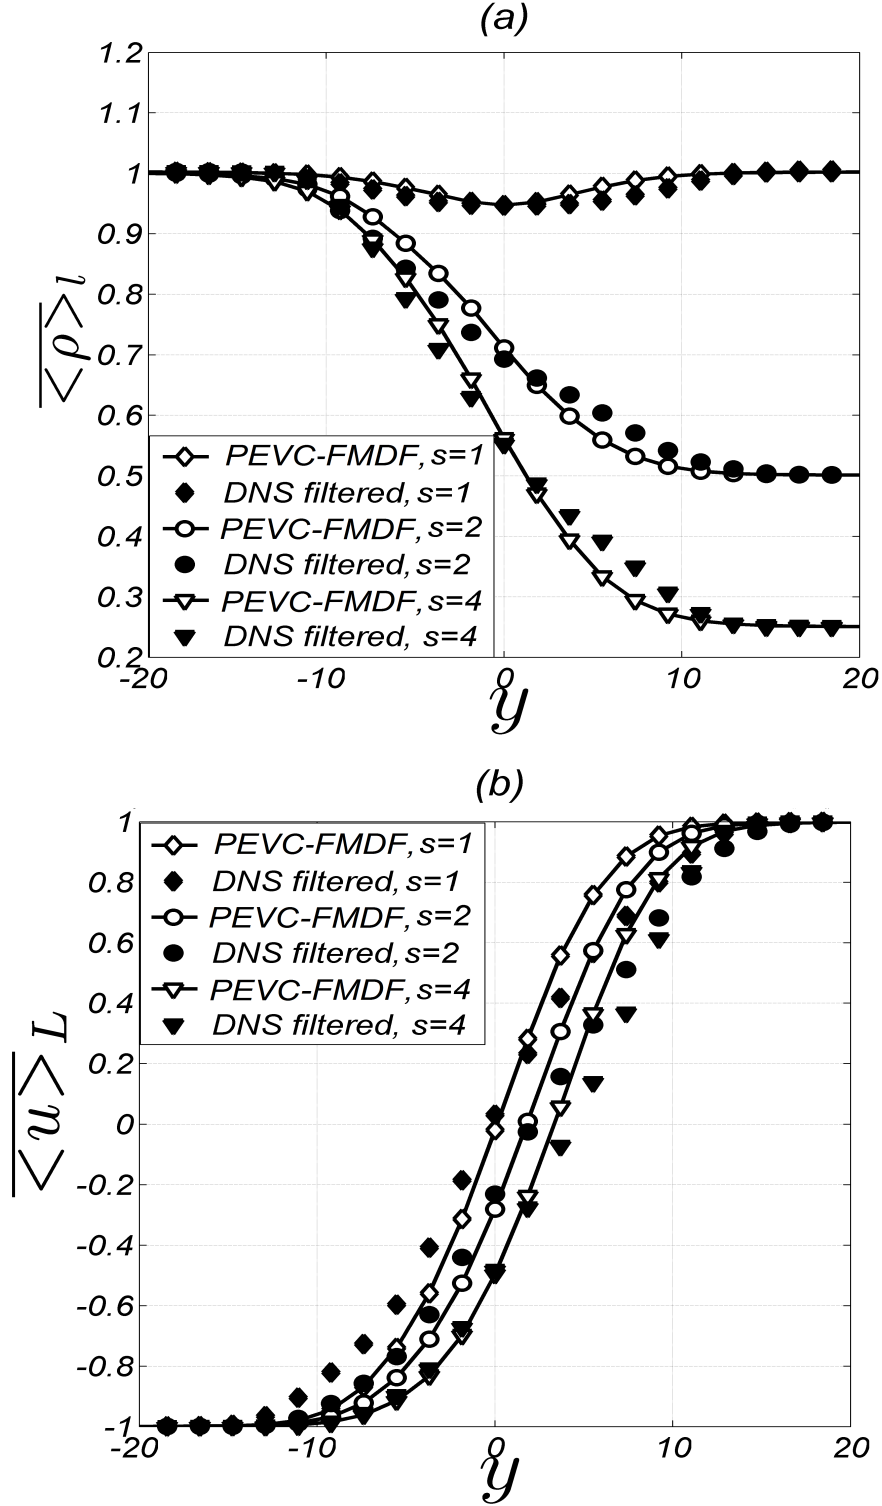 (a)
1.2
1.1
1
0.9
0.8
0.7
0.6
0.5
0.4
0.3
0.2
<ρ>l
PEVC-FMDF, s=1
DNS filtered, s=1
PEVC-FMDF, s=2
DNS filtered, s=2
PEVC-FMDF, s=4
DNS filtered, s=4
-20 -10 0 10 20
y
(b)
1
0.8
0.6
0.4
0.2
0
-0.2
-0.4
-0.6
-0.8
-1
<u>L
PEVC-FMDF, s=1
DNS filtered, s=1
PEVC-FMDF, s=2
DNS filtered, s=2
PEVC-FMDF, s=4
DNS filtered, s=4
-20 -10 0 10 20
y